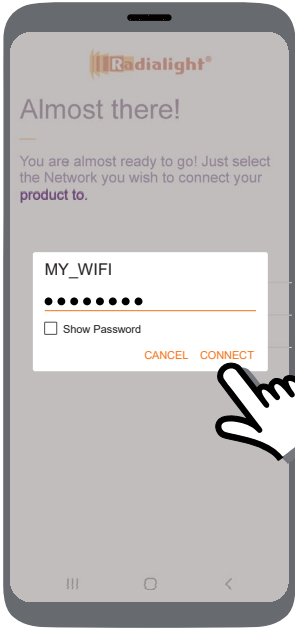 Radialight®
Almost there!
You are almost ready to go! Just select
the Network you wish to connect your
product to.
MY_WIFI
Show Password
CANCEL CONNECT